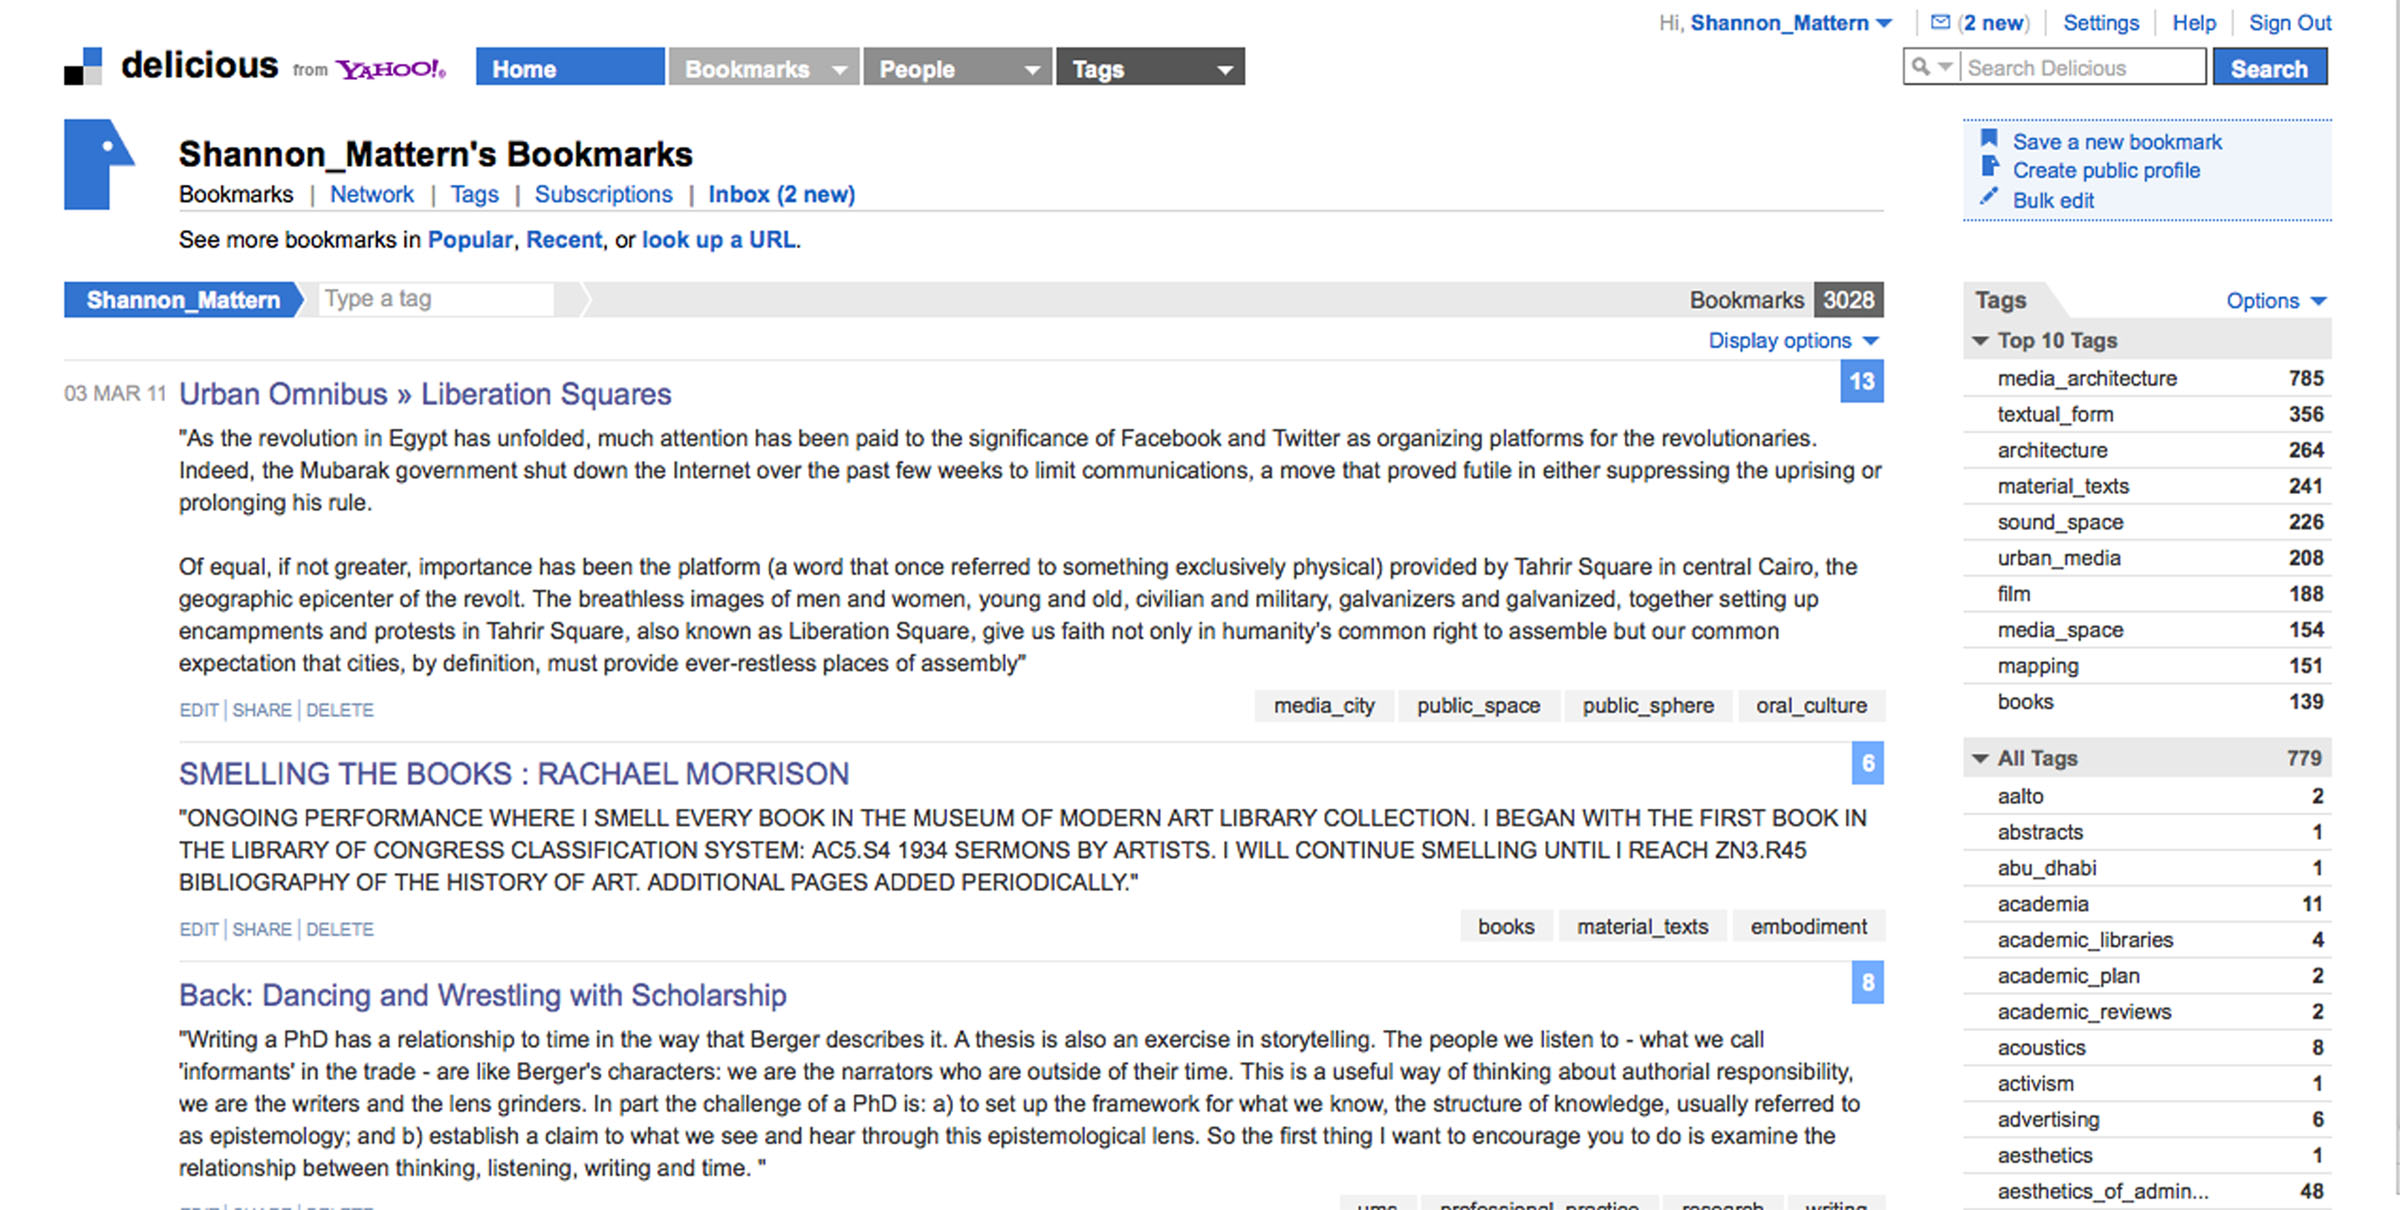 Hi, Shannon_Mattern | (2 new) | Settings | Help | Sign Out
delicious from YAHOO!® Home Bookmarks People Tags Search Delicious Search
Shannon_Mattern's Bookmarks
Bookmarks | Network | Tags | Subscriptions | Inbox (2 new)
See more bookmarks in Popular, Recent, or look up a URL.
Save a new bookmark
Create public profile
Bulk edit
Shannon_Mattern Type a tag Bookmarks 3028
Display options
03 MAR 11 Urban Omnibus » Liberation Squares 13
"As the revolution in Egypt has unfolded, much attention has been paid to the significance of Facebook and Twitter as organizing platforms for the revolutionaries.
Indeed, the Mubarak government shut down the Internet over the past few weeks to limit communications, a move that proved futile in either suppressing the uprising or
prolonging his rule.
Of equal, if not greater, importance has been the platform (a word that once referred to something exclusively physical) provided by Tahrir Square in central Cairo, the
geographic epicenter of the revolt. The breathless images of men and women, young and old, civilian and military, galvanizers and galvanized, together setting up
encampments and protests in Tahrir Square, also known as Liberation Square, give us faith not only in humanity's common right to assemble but our common
expectation that cities, by definition, must provide ever-restless places of assembly"
EDIT | SHARE | DELETE media_city public_space public_sphere oral_culture
SMELLING THE BOOKS : RACHAEL MORRISON 6
"ONGOING PERFORMANCE WHERE I SMELL EVERY BOOK IN THE MUSEUM OF MODERN ART LIBRARY COLLECTION. I BEGAN WITH THE FIRST BOOK IN
THE LIBRARY OF CONGRESS CLASSIFICATION SYSTEM: AC5.S4 1934 SERMONS BY ARTISTS. I WILL CONTINUE SMELLING UNTIL I REACH ZN3.R45
BIBLIOGRAPHY OF THE HISTORY OF ART. ADDITIONAL PAGES ADDED PERIODICALLY."
EDIT | SHARE | DELETE books material_texts embodiment
Back: Dancing and Wrestling with Scholarship 8
"Writing a PhD has a relationship to time in the way that Berger describes it. A thesis is also an exercise in storytelling. The people we listen to - what we call
'informants' in the trade - are like Berger's characters: we are the narrators who are outside of their time. This is a useful way of thinking about authorial responsibility,
we are the writers and the lens grinders. In part the challenge of a PhD is: a) to set up the framework for what we know, the structure of knowledge, usually referred to
as epistemology; and b) establish a claim to what we see and hear through this epistemological lens. So the first thing I want to encourage you to do is examine the
relationship between thinking, listening, writing and time. "
EDIT | SHARE | DELETE ums professional_practice research writing
Tags Options
Top 10 Tags
media_architecture 785
textual_form 356
architecture 264
material_texts 241
sound_space 226
urban_media 208
film 188
media_space 154
mapping 151
books 139
All Tags 779
aalto 2
abstracts 1
abu_dhabi 1
academia 11
academic_libraries 4
academic_plan 2
academic_reviews 2
acoustics 8
activism 1
advertising 6
aesthetics 1
aesthetics_of_admin... 48